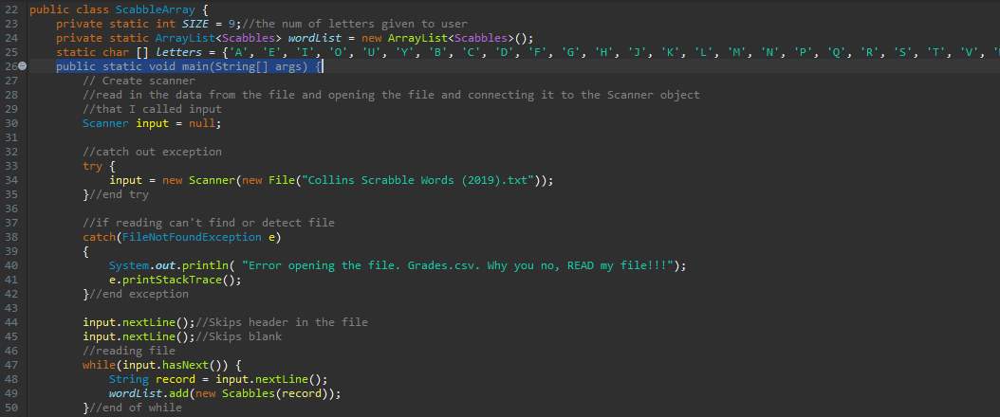 22 public class ScabbleArray {
23 private static int SIZE = 9;//the num of letters given to user
24 private static ArrayList<Scabbles> wordList = new ArrayList<Scabbles>();
25 static char [] letters = {'A', 'E', 'I', 'O', 'U', 'Y', 'B', 'C', 'D', 'F', 'G', 'H', 'J', 'K', 'L', 'M', 'N', 'P', 'Q', 'R', 'S', 'T', 'V', '
26 public static void main(String[] args) {
27 // Create scanner
28 //read in the data from the file and opening the file and connecting it to the Scanner object
29 //that I called input
30 Scanner input = null;
31
32 //catch out exception
33 try {
34 input = new Scanner(new File("Collins Scrabble Words (2019).txt"));
35 }//end try
36
37 //if reading can't find or detect file
38 catch(FileNotFoundException e)
39 {
40 System.out.println( "Error opening the file. Grades.csv. Why you no, READ my file!!!");
41 e.printStackTrace();
42 }//end exception
43
44 input.nextLine();//Skips header in the file
45 input.nextLine();//Skips blank
46 //reading file
47 while(input.hasNext()) {
48 String record = input.nextLine();
49 wordList.add(new Scabbles(record));
50 }//end of while